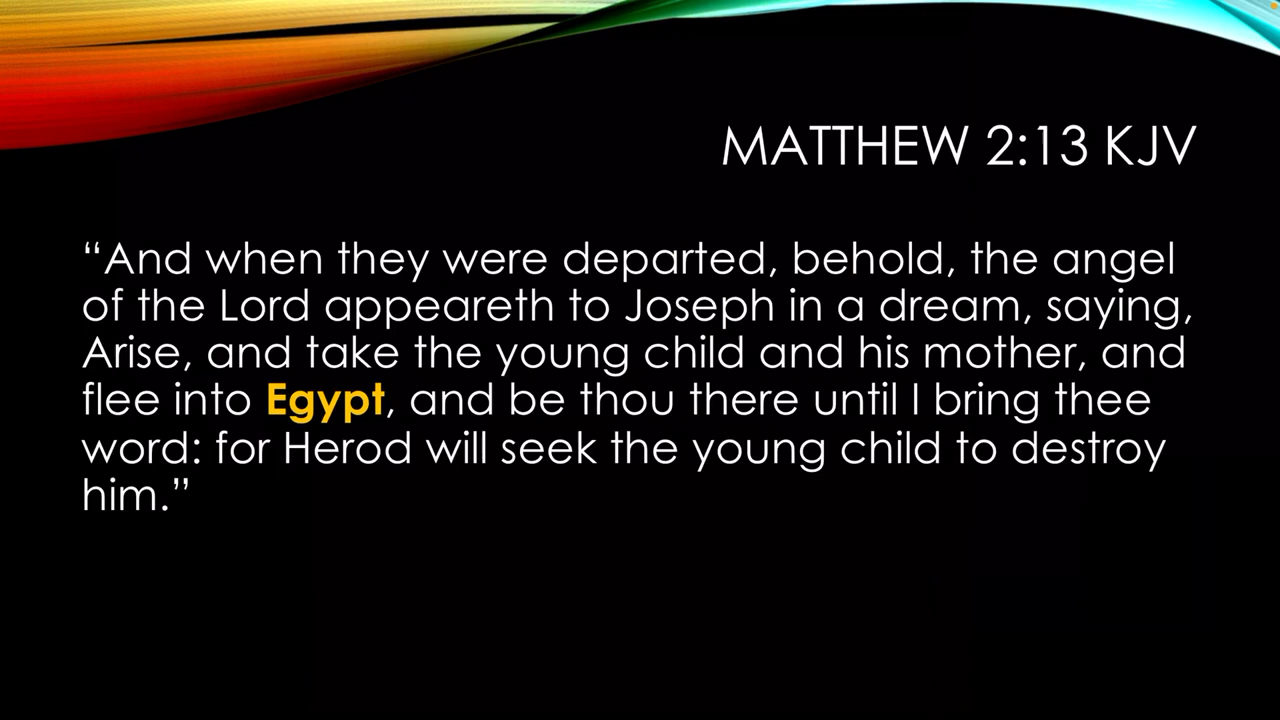 MATTHEW 2:13 KJV
“And when they were departed, behold, the angel
of the Lord appeareth to Joseph in a dream, saying,
Arise, and take the young child and his mother, and
flee into Egypt, and be thou there until I bring thee
word: for Herod will seek the young child to destroy
him.”